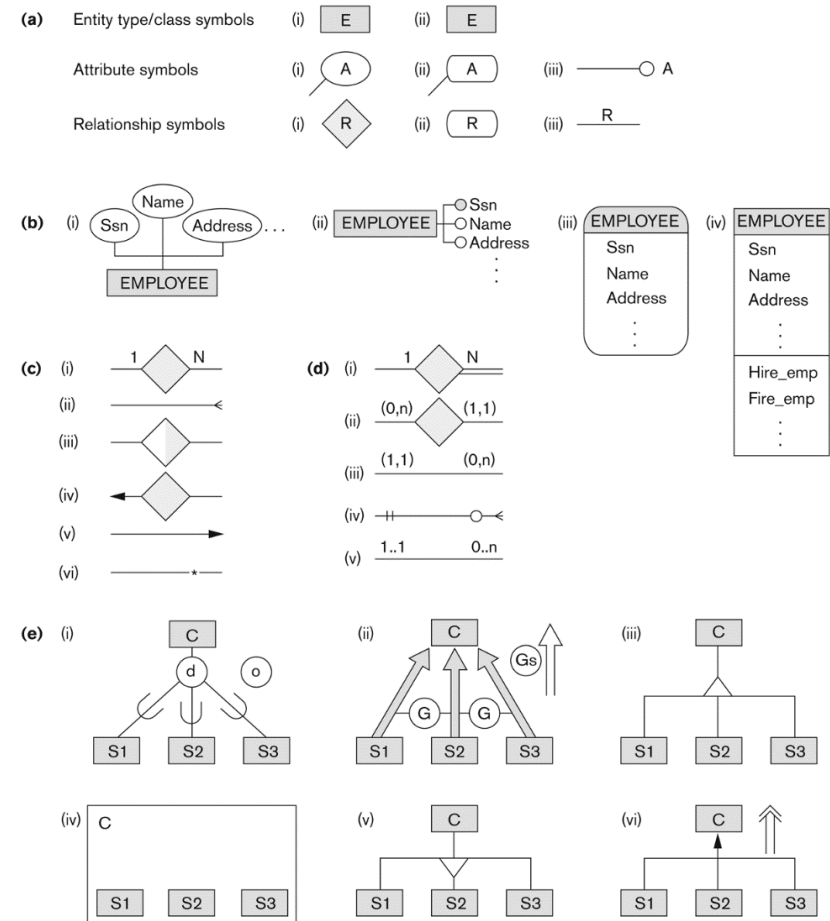 (a) Entity type/class symbols (i) E (ii) E
Attribute symbols (i) A (ii) A (iii) A
Relationship symbols (i) R (ii) R (iii) R
(b) (i) Ssn Name Address . . .
EMPLOYEE
(ii) EMPLOYEE Ssn
Name
Address
(iii) EMPLOYEE
Ssn
Name
Address
(iv) EMPLOYEE
Ssn
Name
Address
Hire_emp
Fire_emp
(c) (i) 1 N
(ii)
(iii)
(iv)
(v)
(vi) *
(d) (i) 1 N
(ii) (0,n) (1,1)
(iii) (1,1) (0,n)
(iv)
(v) 1..1 0..n
(e) (i) C
d o
S1 S2 S3
(ii) C
Gs
G G
S1 S2 S3
(iii) C
S1 S2 S3
(iv) C
S1 S2 S3
(v) C
S1 S2 S3
(vi) C
S1 S2 S3